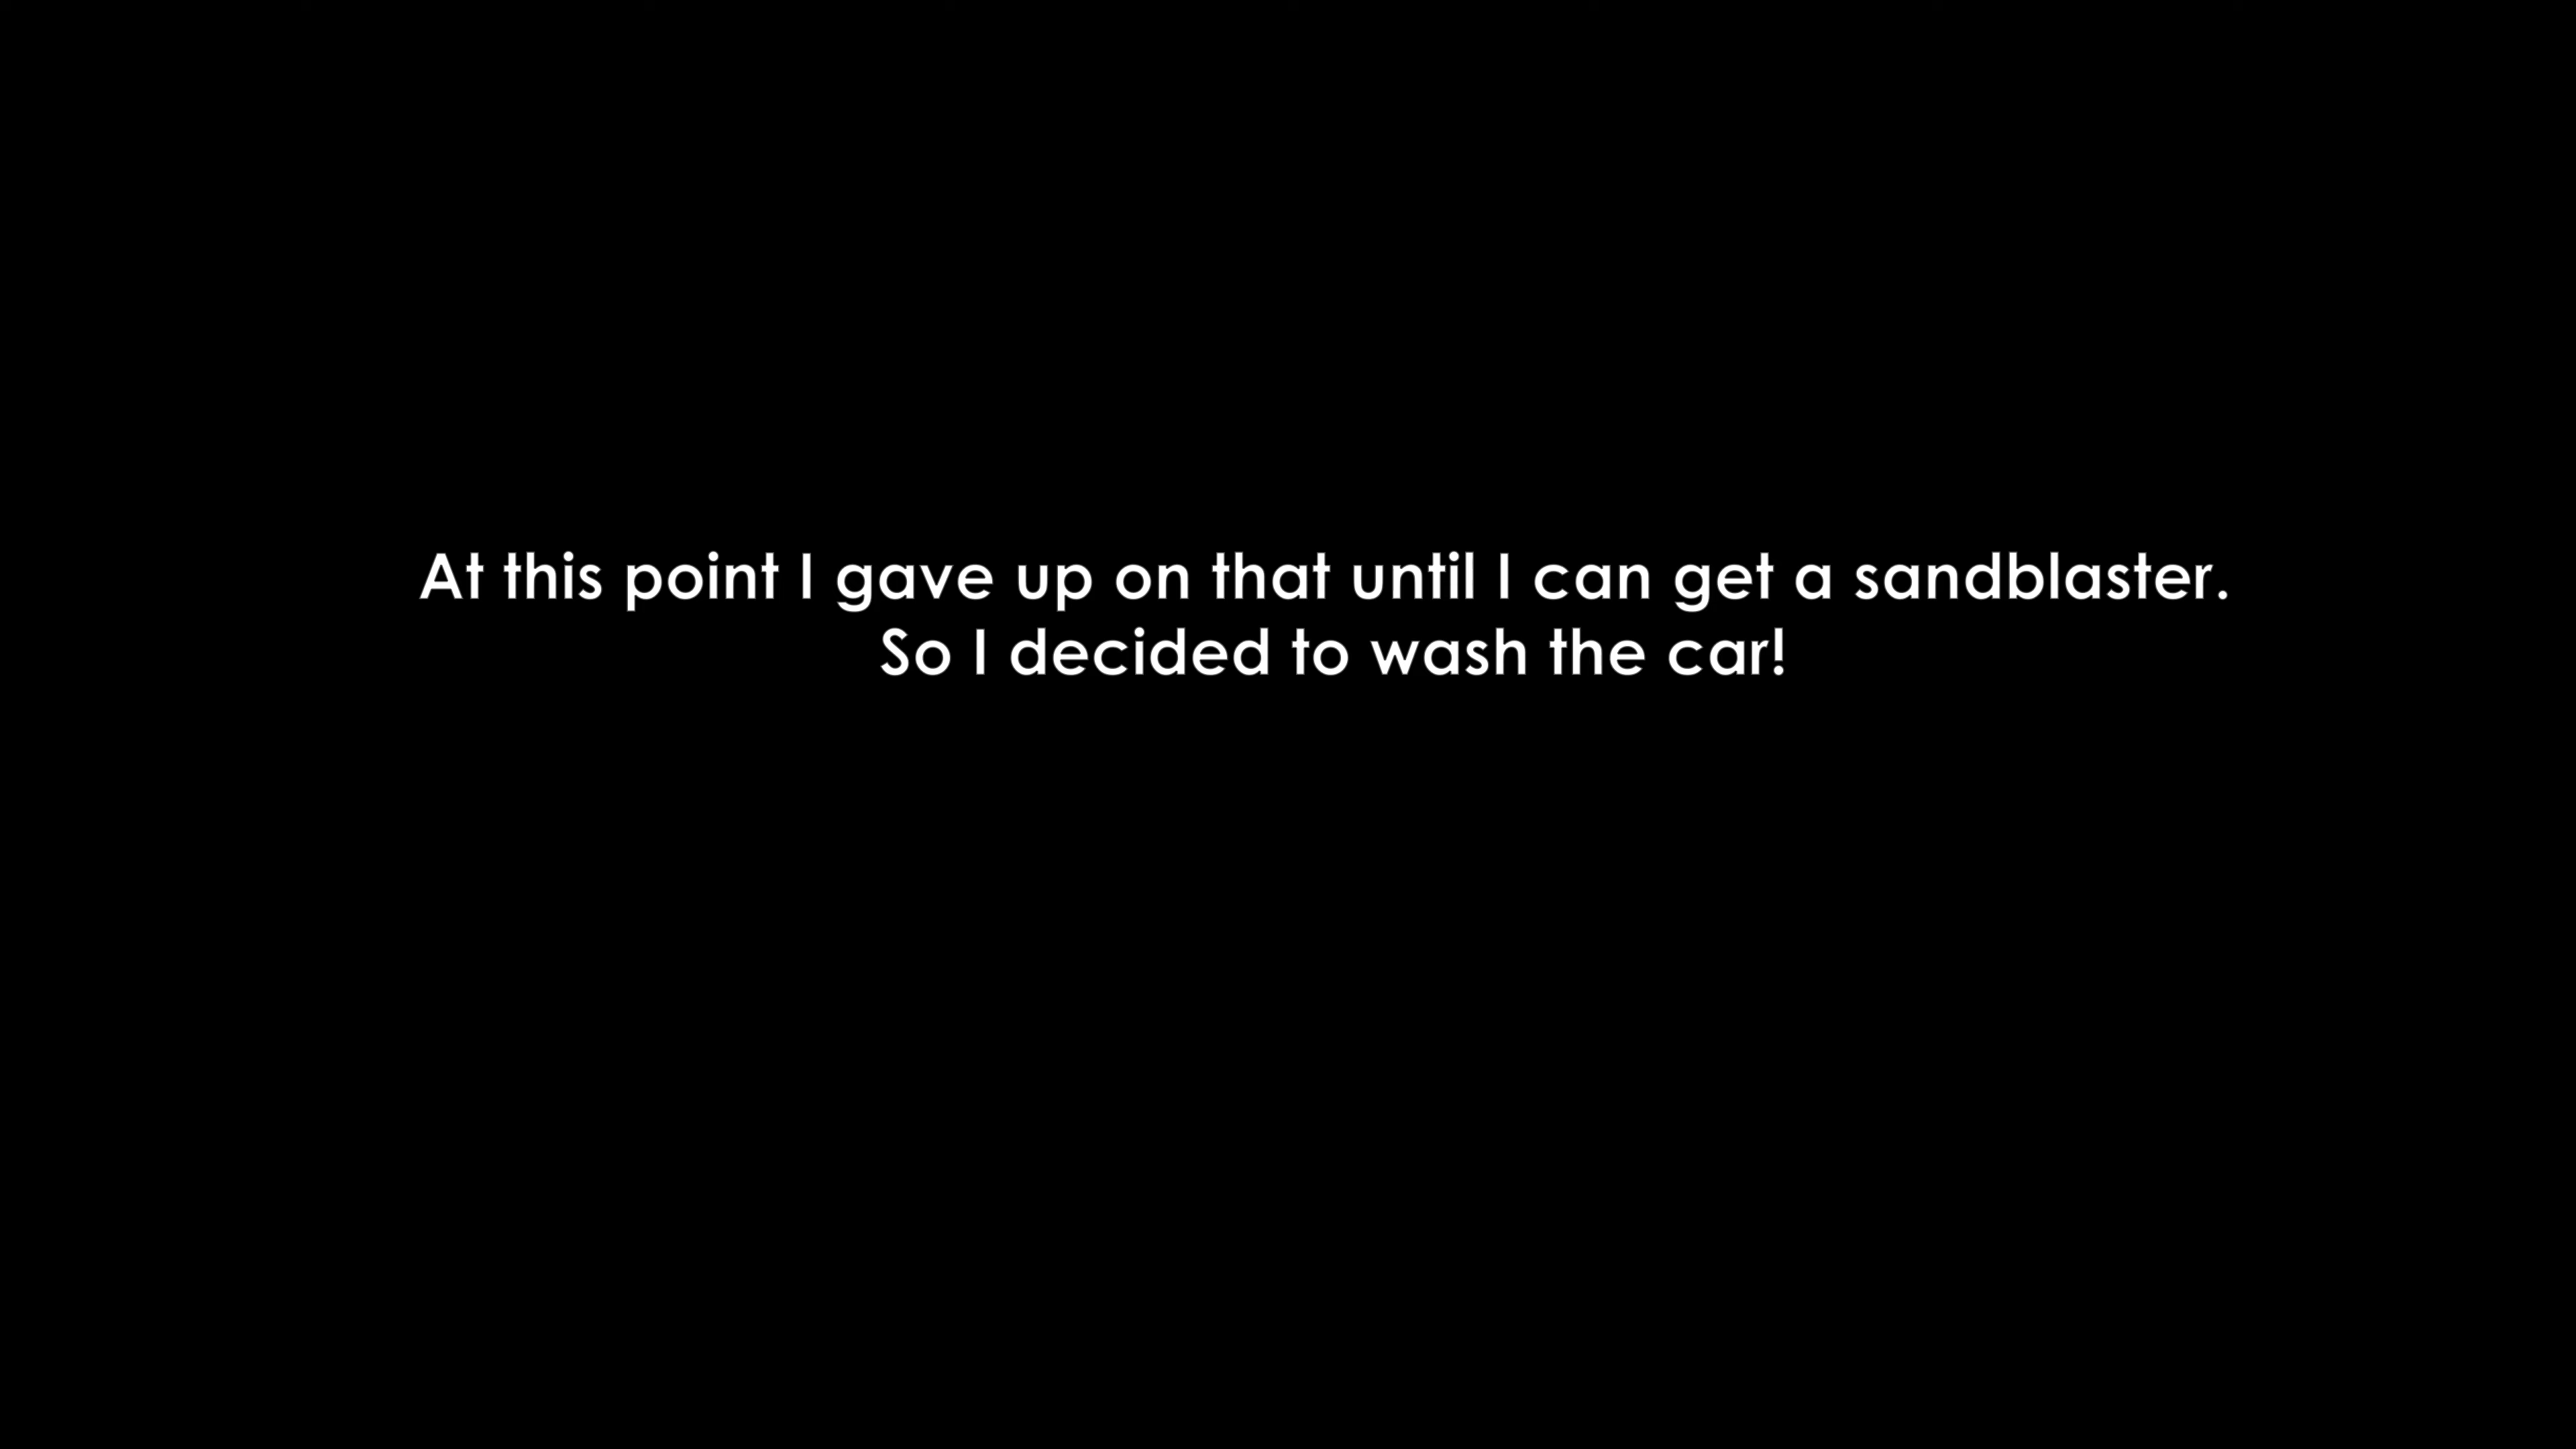 At this point I gave up on that until I can get a sandblaster.
So I decided to wash the car!